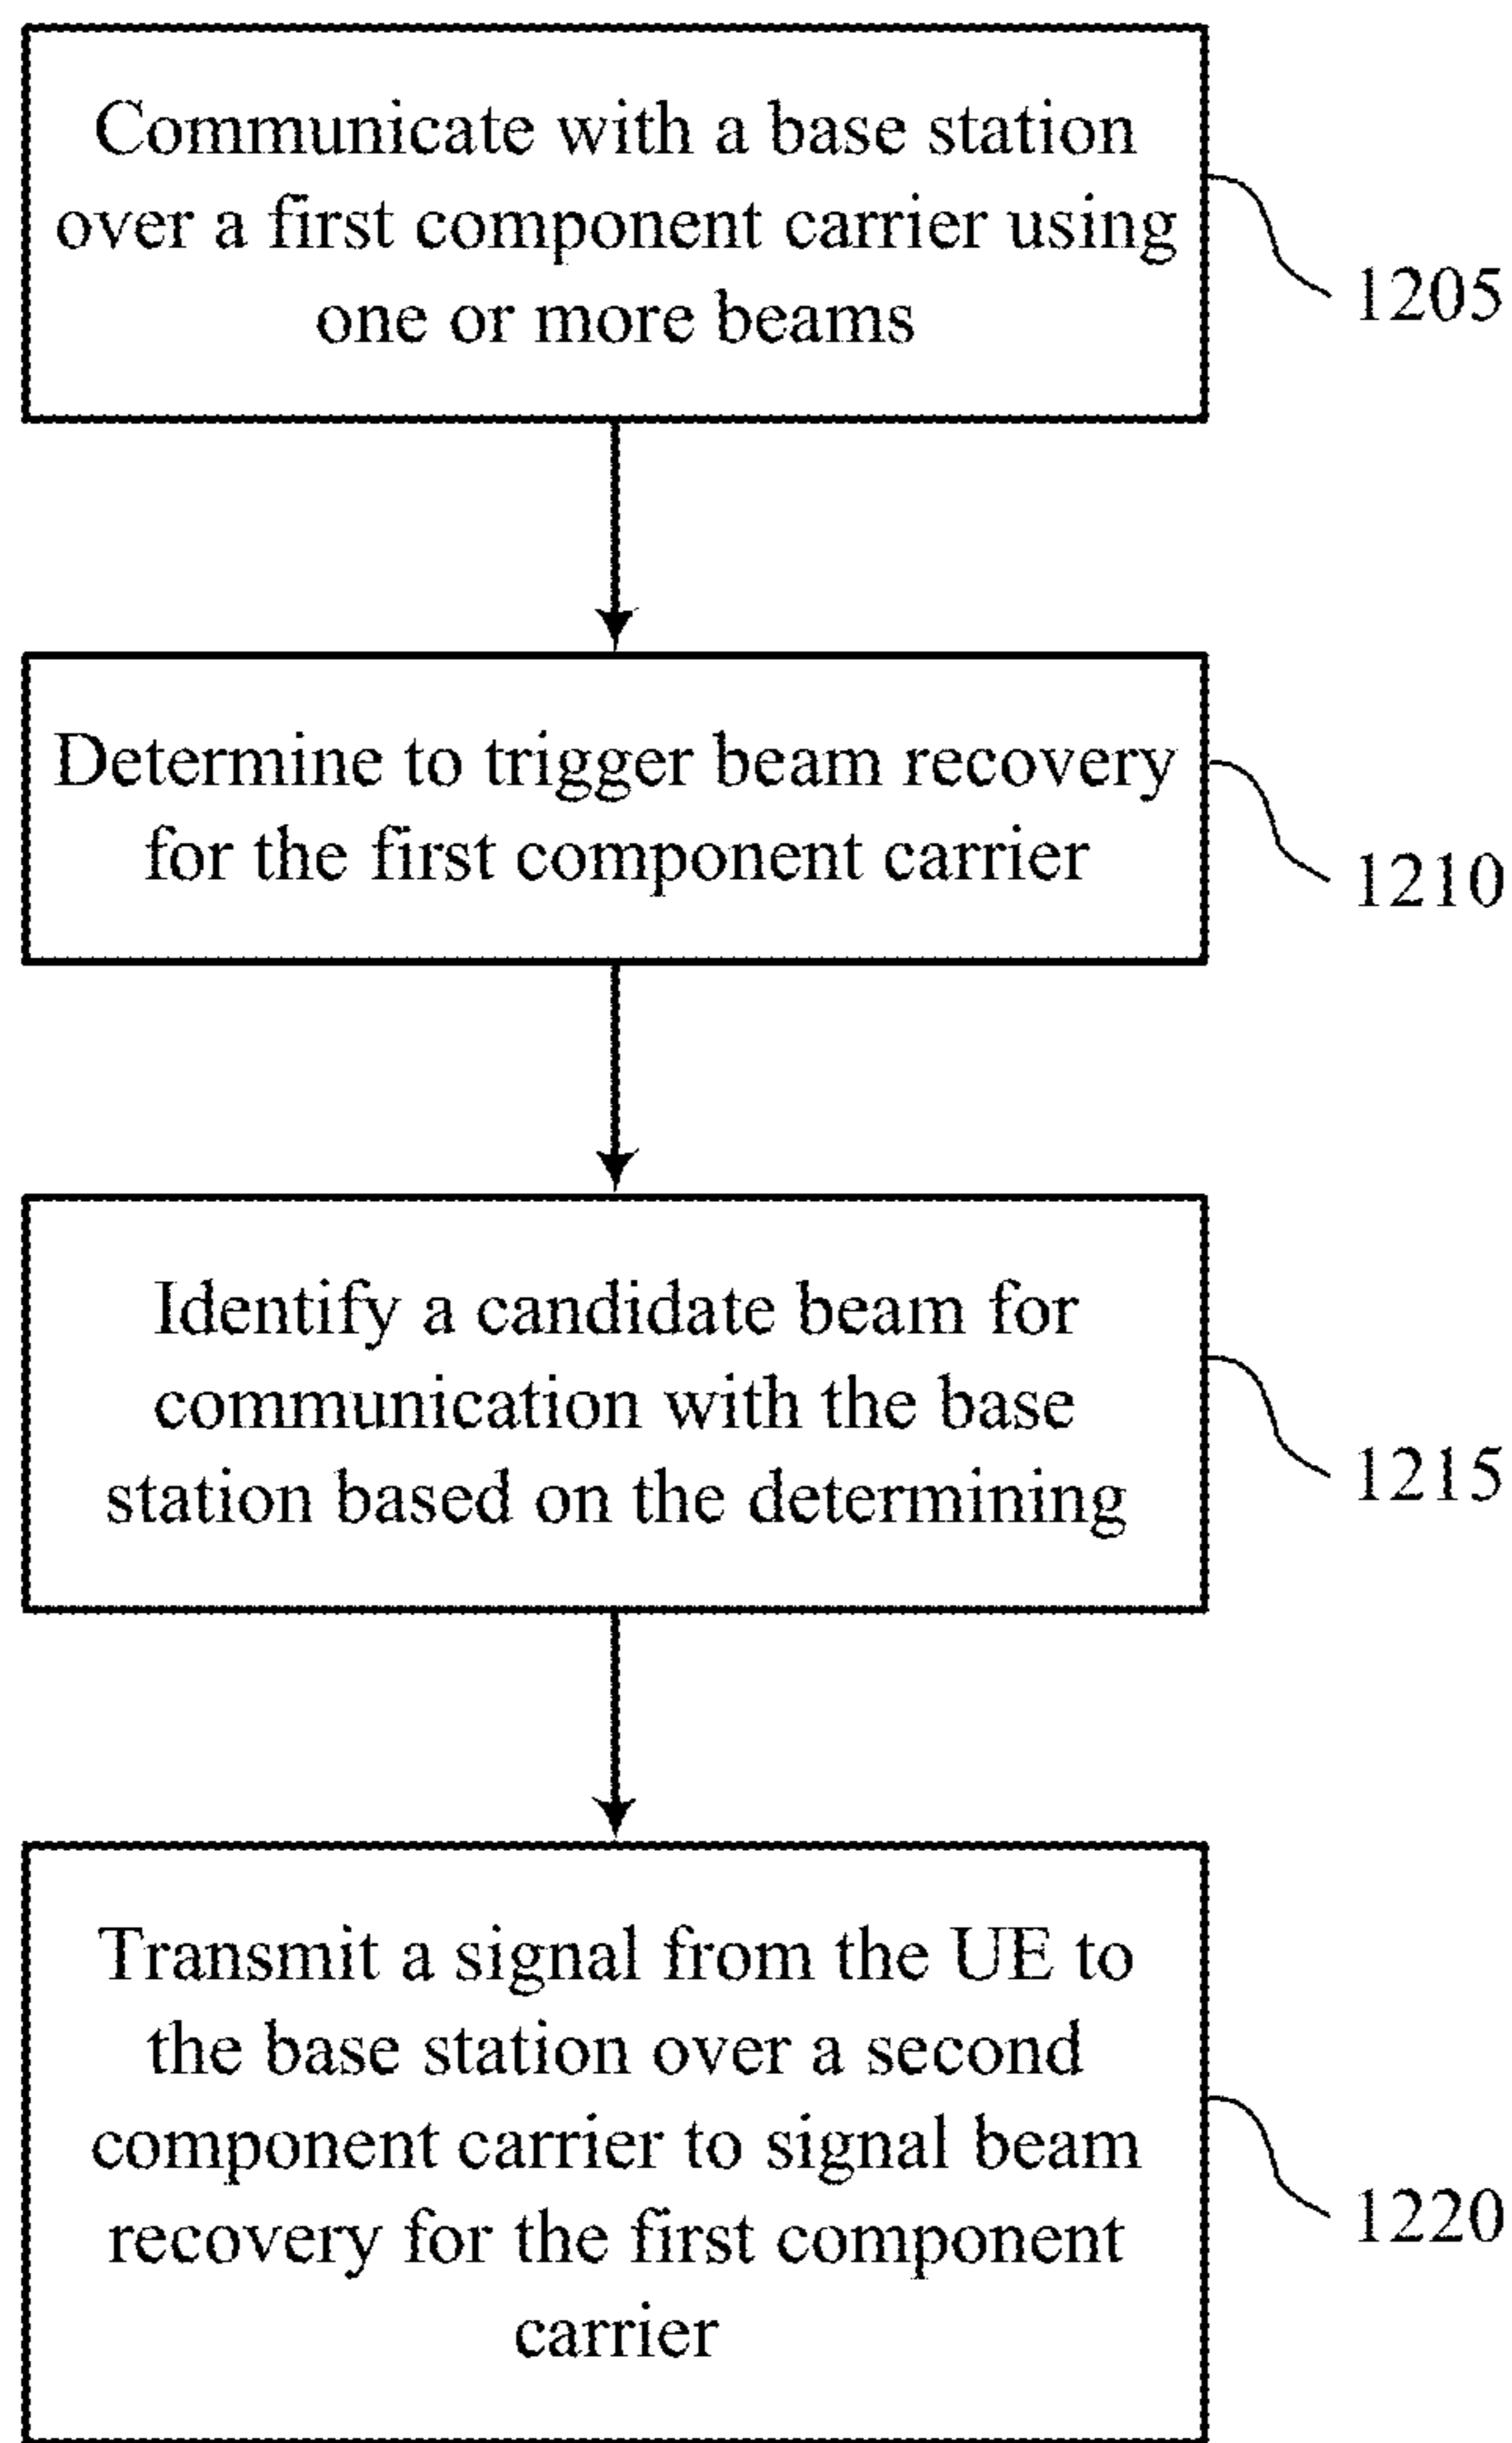 Communicate with a base station
over a first component carrier using
one or more beams
1205
Determine to trigger beam recovery
for the first component carrier
1210
Identify a candidate beam for
communication with the base
station based on the determining
1215
Transmit a signal from the UE to
the base station over a second
component carrier to signal beam
recovery for the first component
carrier
1220